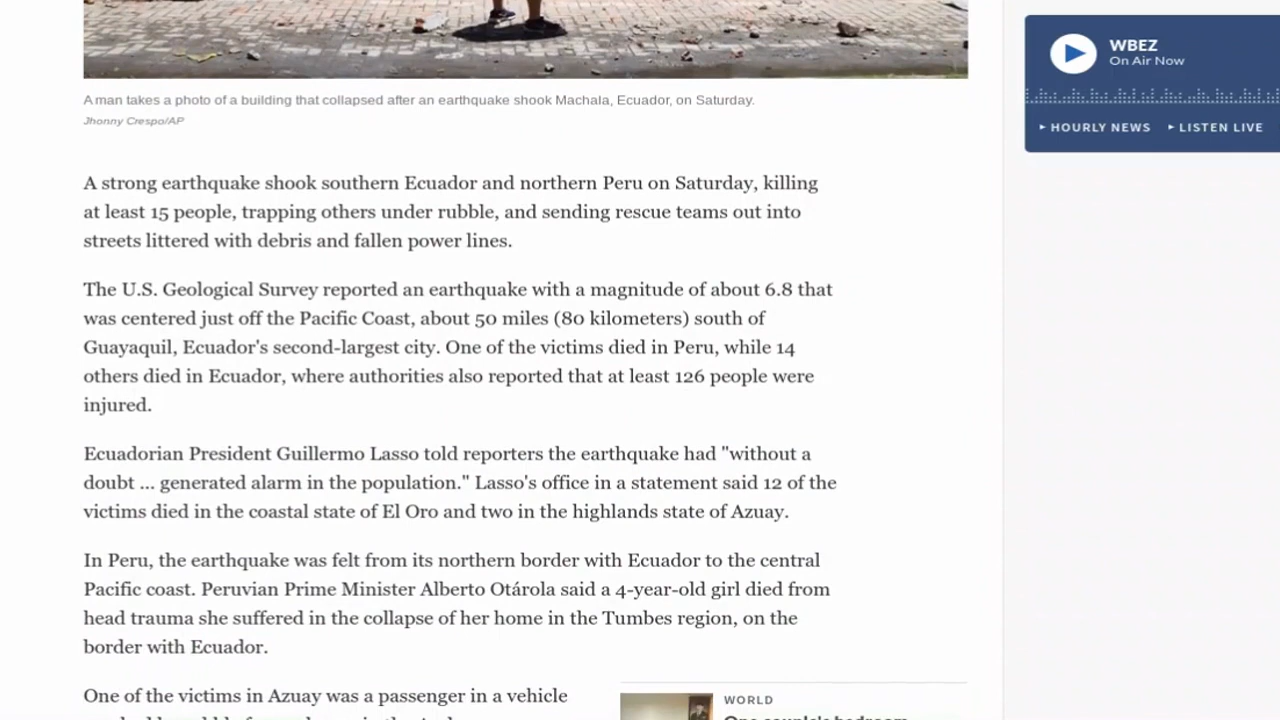 A man takes a photo of a building that collapsed after an earthquake shook Machala, Ecuador, on Saturday.
Jhonny Crespo/AP
A strong earthquake shook southern Ecuador and northern Peru on Saturday, killing
at least 15 people, trapping others under rubble, and sending rescue teams out into
streets littered with debris and fallen power lines.
The U.S. Geological Survey reported an earthquake with a magnitude of about 6.8 that
was centered just off the Pacific Coast, about 50 miles (80 kilometers) south of
Guayaquil, Ecuador's second-largest city. One of the victims died in Peru, while 14
others died in Ecuador, where authorities also reported that at least 126 people were
injured.
Ecuadorian President Guillermo Lasso told reporters the earthquake had "without a
doubt ... generated alarm in the population." Lasso's office in a statement said 12 of the
victims died in the coastal state of El Oro and two in the highlands state of Azuay.
In Peru, the earthquake was felt from its northern border with Ecuador to the central
Pacific coast. Peruvian Prime Minister Alberto Otárola said a 4-year-old girl died from
head trauma she suffered in the collapse of her home in the Tumbes region, on the
border with Ecuador.
One of the victims in Azuay was a passenger in a vehicle
WORLD
One couple's bedroom
WBEZ
On Air Now
HOURLY NEWS
LISTEN LIVE